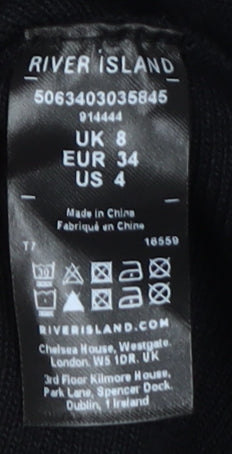 RIVER ISLAND
5063403035845
914444
UK 8
EUR 34
US 4
Made in China
Fabriqué en Chine
T7 16559
RIVERISLAND.COM
Chelsea House, Westgate.
London. W5 1DR. UK
3rd Floor Kilmore House,
Park Lane, Spencer Dock.
Dublin, 1 Ireland